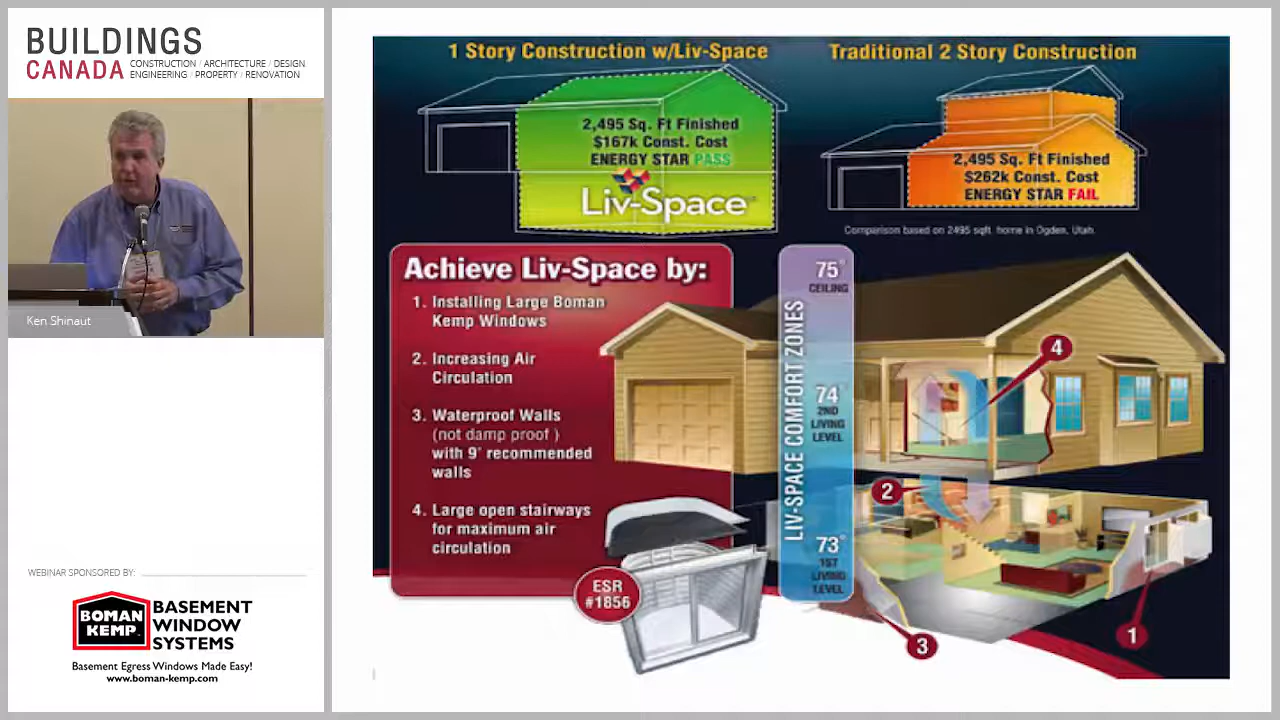 BUILDINGS
CANADA
CONSTRUCTION / ARCHITECTURE / DESIGN
ENGINEERING / PROPERTY / RENOVATION
Ken Shinaut
WEBINAR SPONSORED BY:
BOMAN
KEMP
BASEMENT
WINDOW
SYSTEMS
Basement Egress Windows Made Easy!
www.boman-kemp.com
1 Story Construction w/Liv-Space
2,495 Sq. Ft Finished
$167k Const. Cost
ENERGY STAR PASS
Liv-Space
Traditional 2 Story Construction
2,495 Sq. Ft Finished
$262k Const. Cost
ENERGY STAR FAIL
Comparison based on 2495 sqft. home in Ogden, Utah.
Achieve Liv-Space by:
1. Installing Large Boman
Kemp Windows
2. Increasing Air
Circulation
3. Waterproof Walls
(not damp proof )
with 9' recommended
walls
4. Large open stairways
for maximum air
circulation
ESR
#1856
LIV-SPACE COMFORT ZONES
75°
CEILING
74°
2ND
LIVING
LEVEL
73°
1ST
LIVING
LEVEL
4
2
1
3